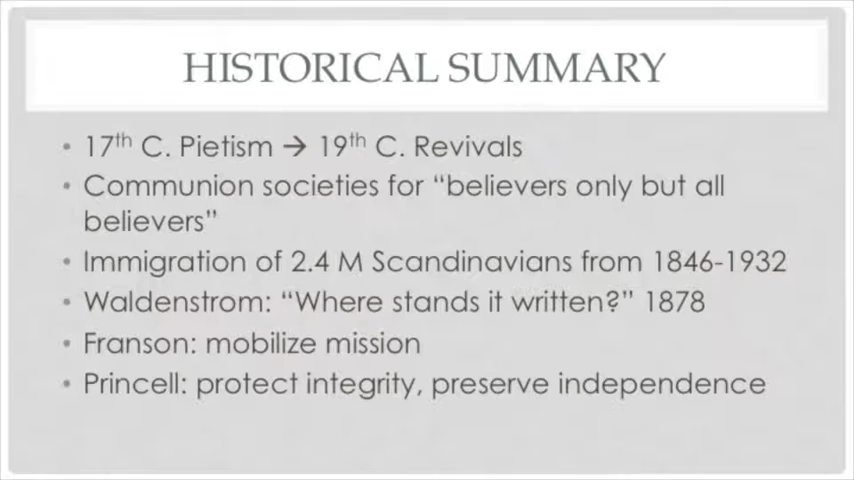 HISTORICAL SUMMARY
• 17th C. Pietism → 19th C. Revivals
• Communion societies for “believers only but all
believers”
• Immigration of 2.4 M Scandinavians from 1846-1932
• Waldenstrom: “Where stands it written?” 1878
• Franson: mobilize mission
• Princell: protect integrity, preserve independence